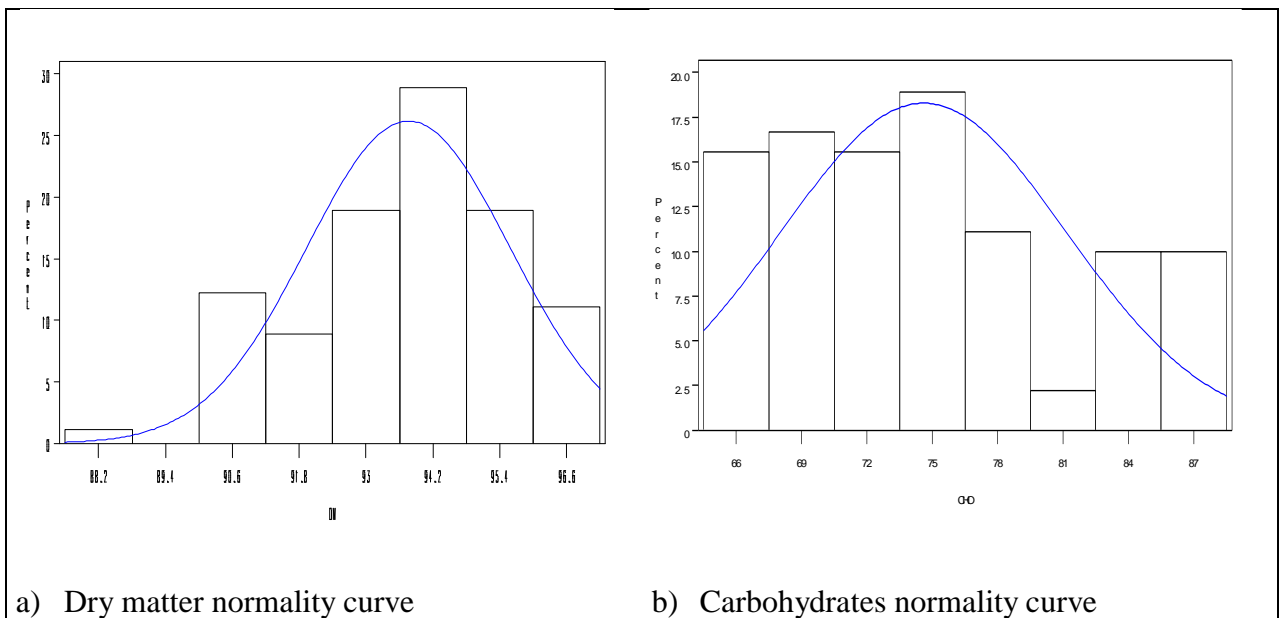 30
25
20
15
10
5
0
Percent
88.2 89.4 90.6 91.8 93 94.2 95.4 96.6
DM
a) Dry matter normality curve
20.0
17.5
15.0
12.5
10.0
7.5
5.0
2.5
0
Percent
66 69 72 75 78 81 84 87
CHO
b) Carbohydrates normality curve